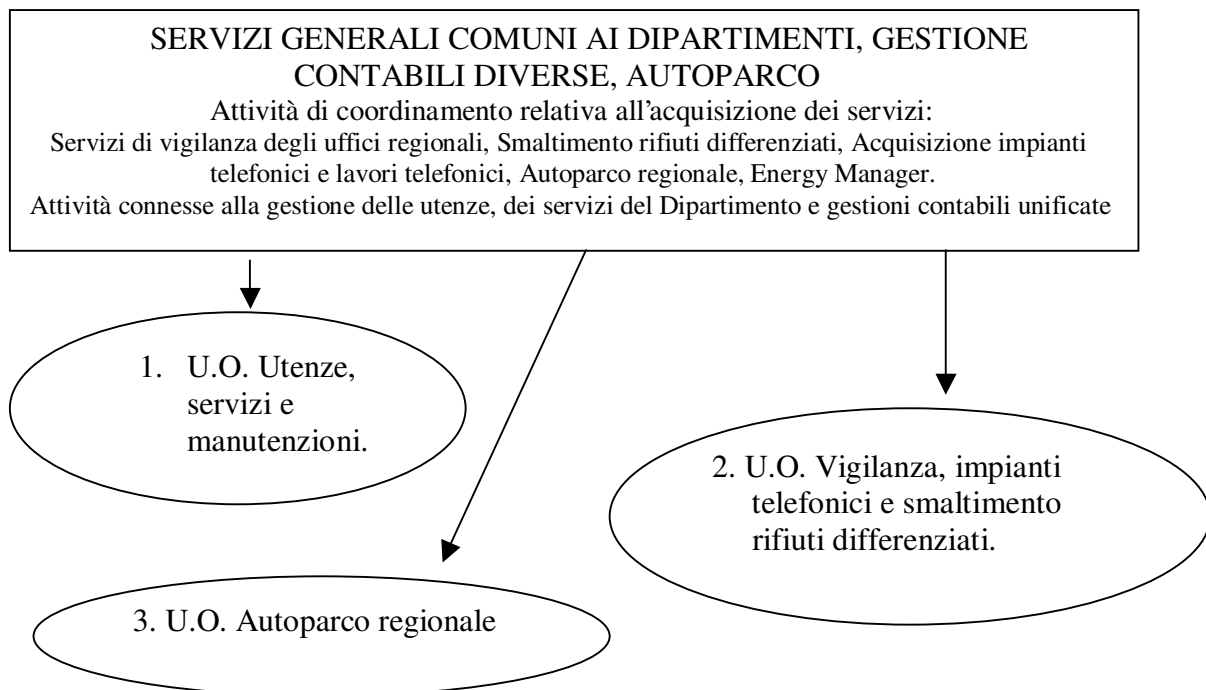 SERVIZI GENERALI COMUNI AI DIPARTIMENTI, GESTIONE
CONTABILI DIVERSE, AUTOPARCO
Attività di coordinamento relativa all'acquisizione dei servizi:
Servizi di vigilanza degli uffici regionali, Smaltimento rifiuti differenziati, Acquisizione impianti
telefonici e lavori telefonici, Autoparco regionale, Energy Manager.
Attività connesse alla gestione delle utenze, dei servizi del Dipartimento e gestioni contabili unificate
1. U.O. Utenze,
servizi e
manutenzioni.
2. U.O. Vigilanza, impianti
telefonici e smaltimento
rifiuti differenziati.
3. U.O. Autoparco regionale